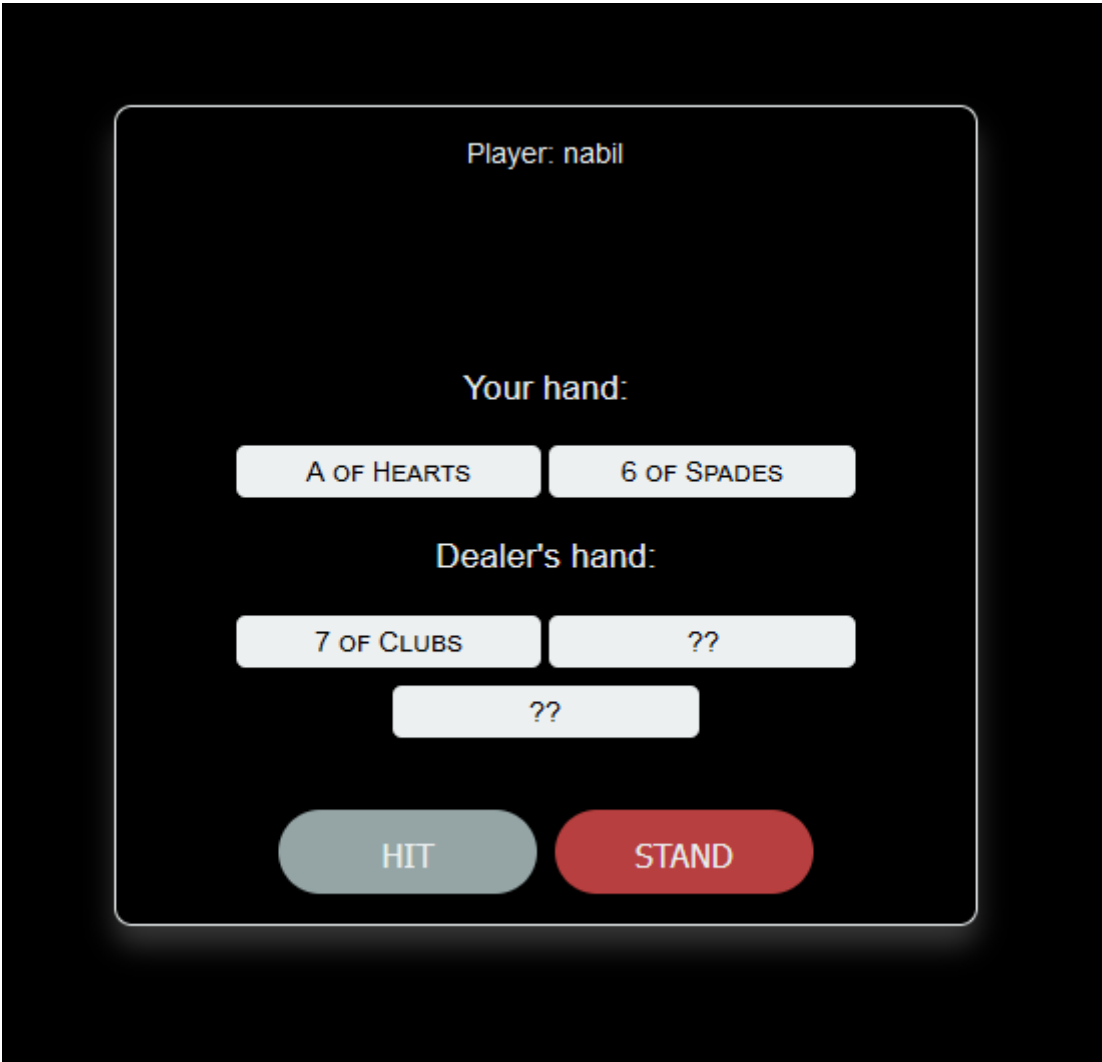 Player: nabil
Your hand:
A of Hearts 6 of Spades
Dealer's hand:
7 of Clubs ??
??
HIT STAND